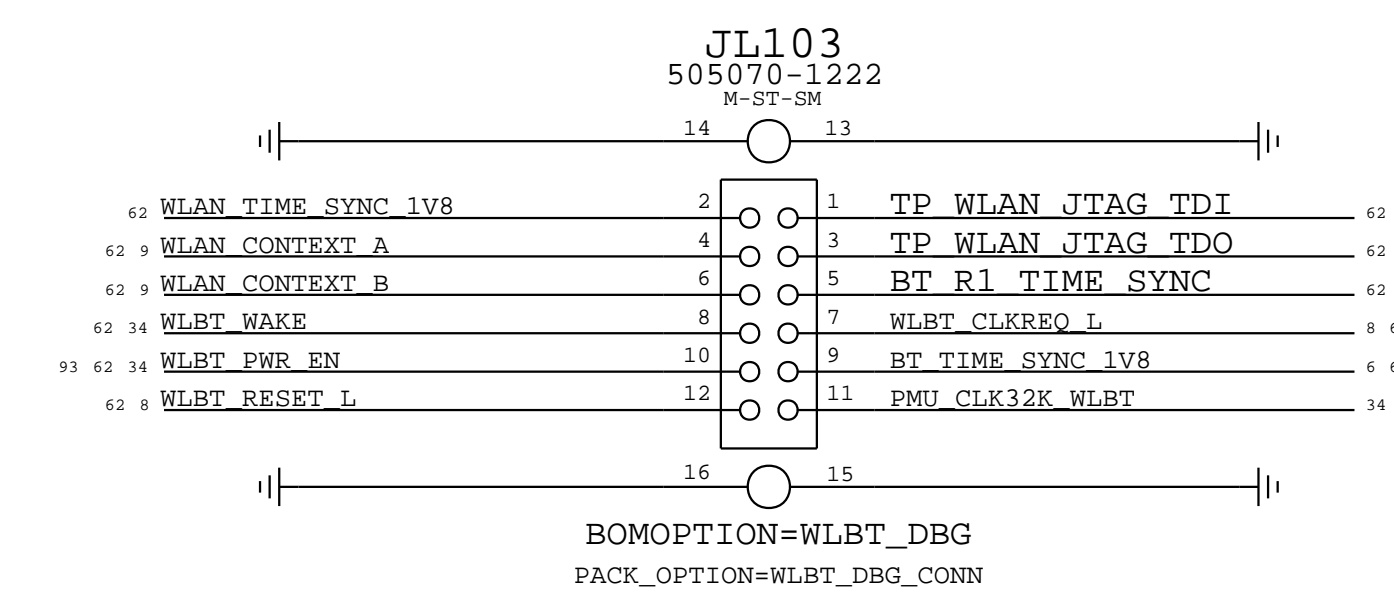 JL103
505070-1222
M-ST-SM
14 13
62 WLAN_TIME_SYNC_1V8 2 1 TP_WLAN_JTAG_TDI 62
62 9 WLAN_CONTEXT_A 4 3 TP_WLAN_JTAG_TDO 62
62 9 WLAN_CONTEXT_B 6 5 BT_R1_TIME_SYNC 62
62 34 WLBT_WAKE 8 7 WLBT_CLKREQ_L 8
93 62 34 WLBT_PWR_EN 10 9 BT_TIME_SYNC_1V8 6
62 8 WLBT_RESET_L 12 11 PMU_CLK32K_WLBT 34
16 15
BOMOPTION=WLBT_DBG
PACK_OPTION=WLBT_DBG_CONN